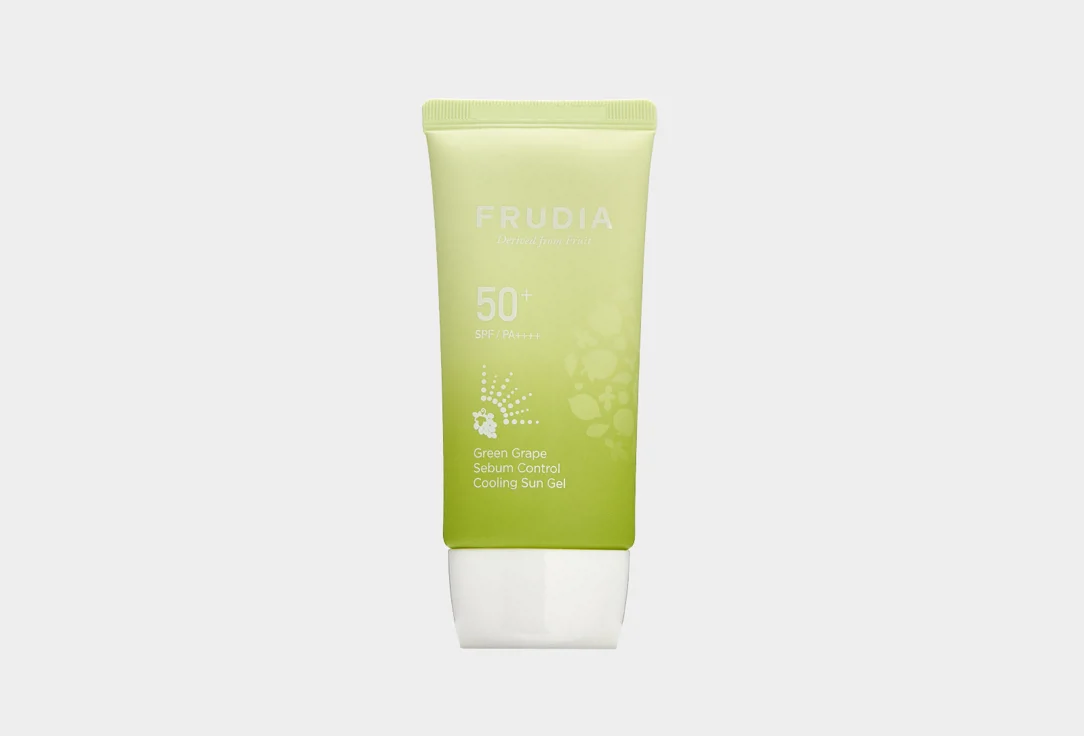 FRUDIA
50+
SPF / PA++++
Green Grape
Sebum Control
Cooling Sun Gel